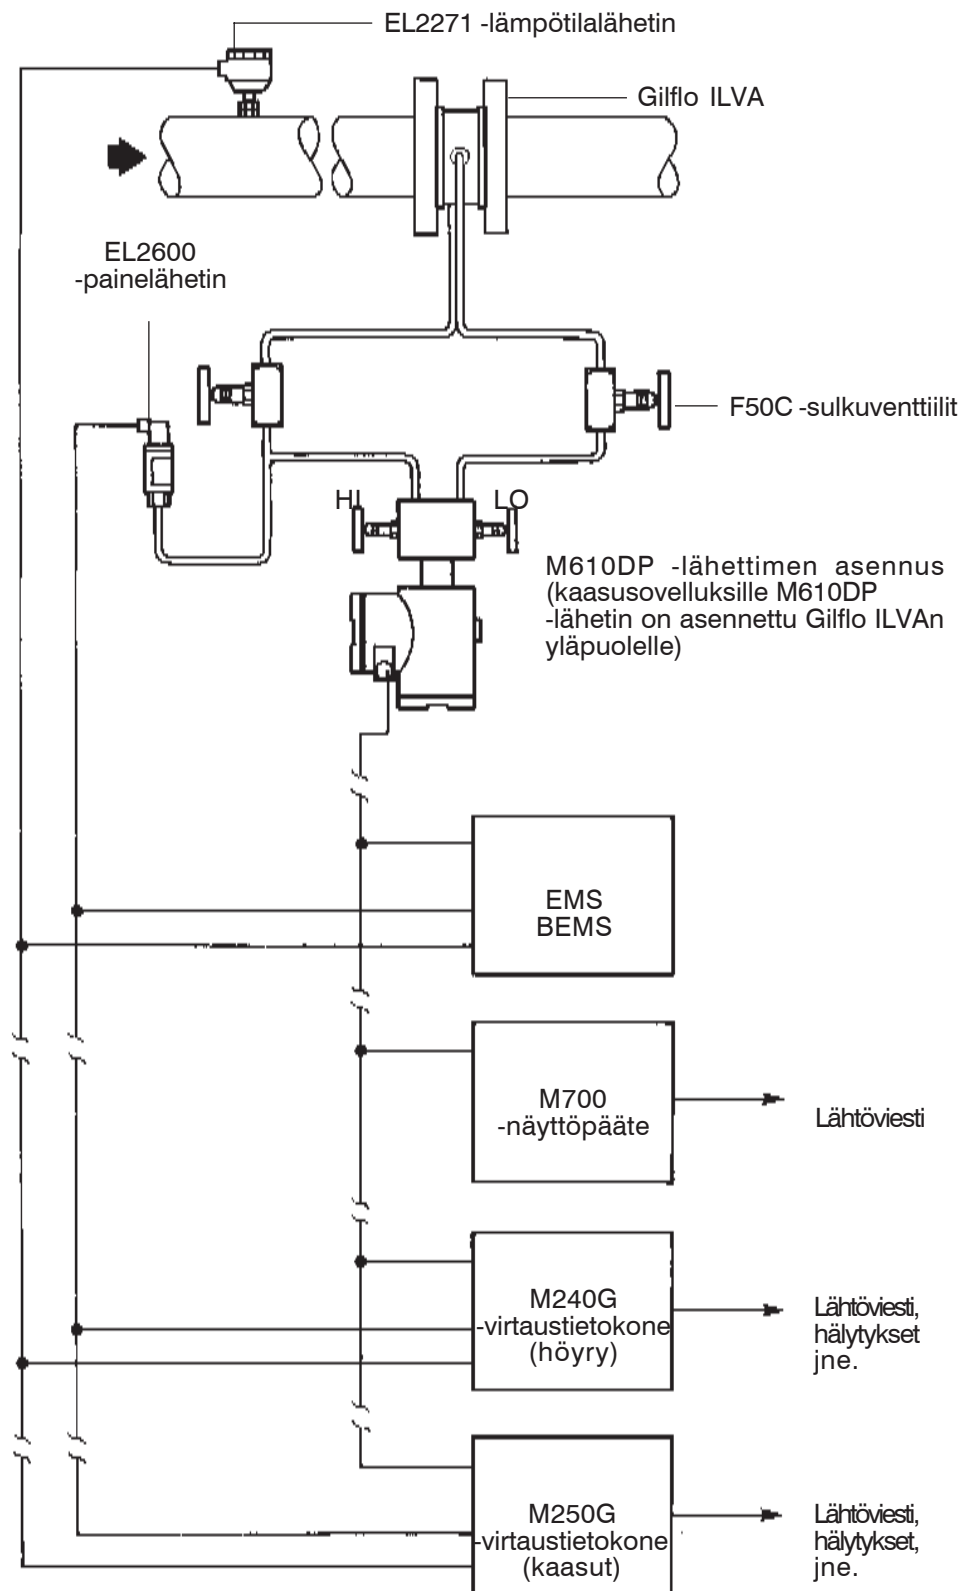 EL2271 -lämpötilalähetin
Gilflo ILVA
EL2600
-painelähetin
F50C -sulkuventtiilit
HI
LO
M610DP -lähettimen asennus
(kaasusovelluksille M610DP
-lähetin on asennettu Gilflo ILVAn
yläpuolelle)
EMS
BEMS
M700
-näyttöpääte
Lähtöviesti
M240G
-virtaustietokone
(höyry)
Lähtöviesti,
hälytykset
jne.
M250G
-virtaustietokone
(kaasut)
Lähtöviesti,
hälytykset,
jne.